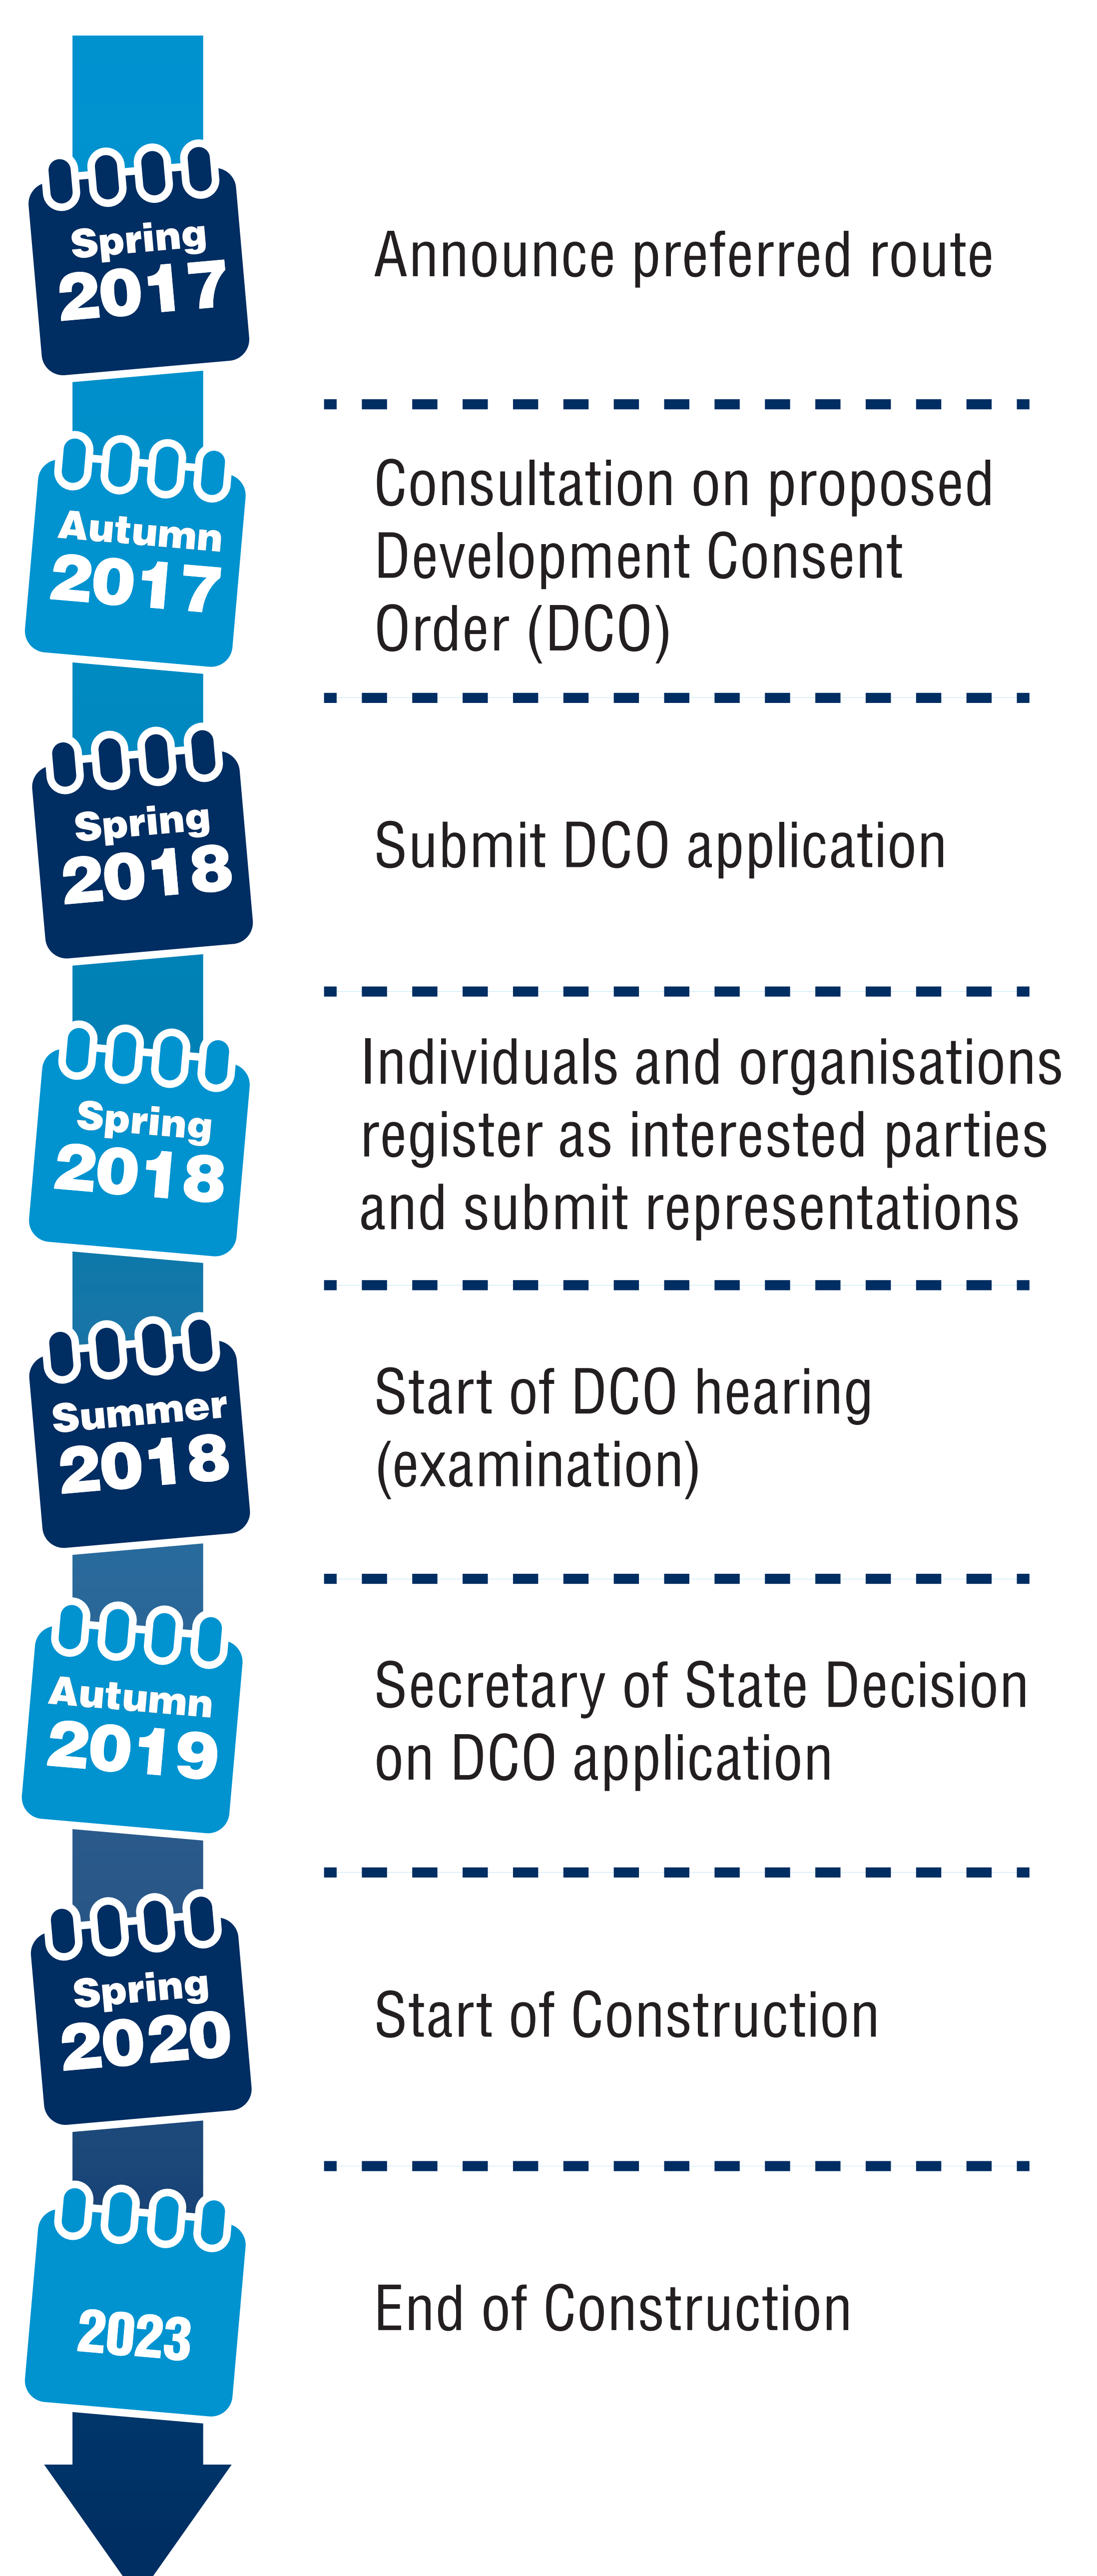 Spring
2017
Announce preferred route
Autumn
2017
Consultation on proposed
Development Consent
Order (DCO)
Spring
2018
Submit DCO application
Spring
2018
Individuals and organisations
register as interested parties
and submit representations
Summer
2018
Start of DCO hearing
(examination)
Autumn
2019
Secretary of State Decision
on DCO application
Spring
2020
Start of Construction
2023
End of Construction